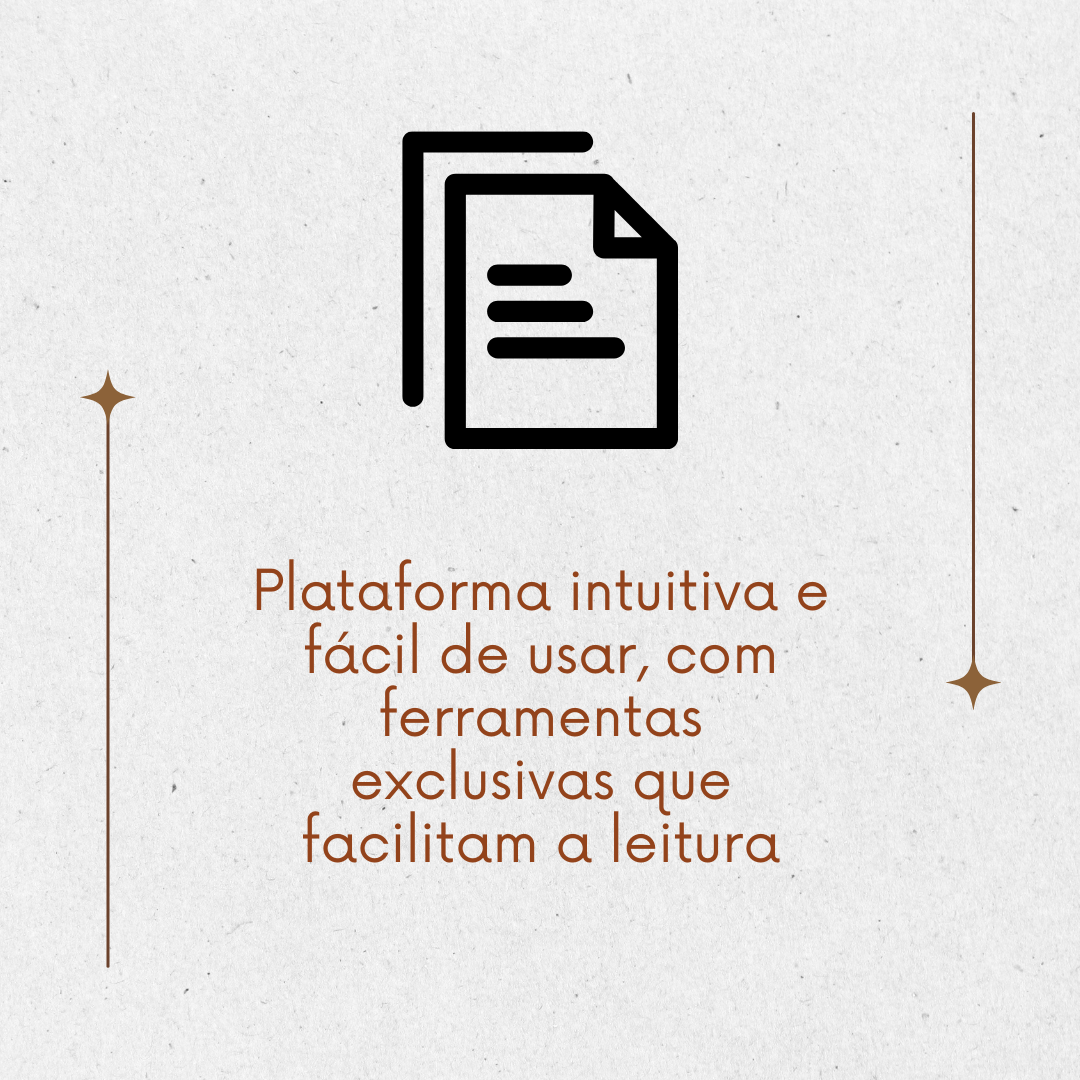 Plataforma intuitiva e
fácil de usar, com
ferramentas
exclusivas que
facilitam a leitura